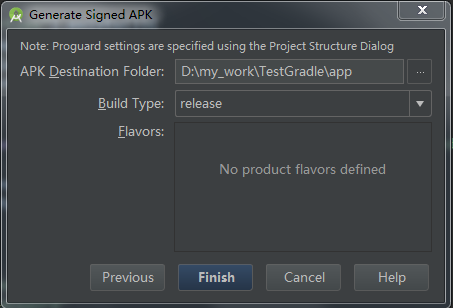 Generate Signed APK
Note: Proguard settings are specified using the Project Structure Dialog
APK Destination Folder: D:\my_work\TestGradle\app ...
Build Type: release
Flavors:
No product flavors defined
Previous Finish Cancel Help